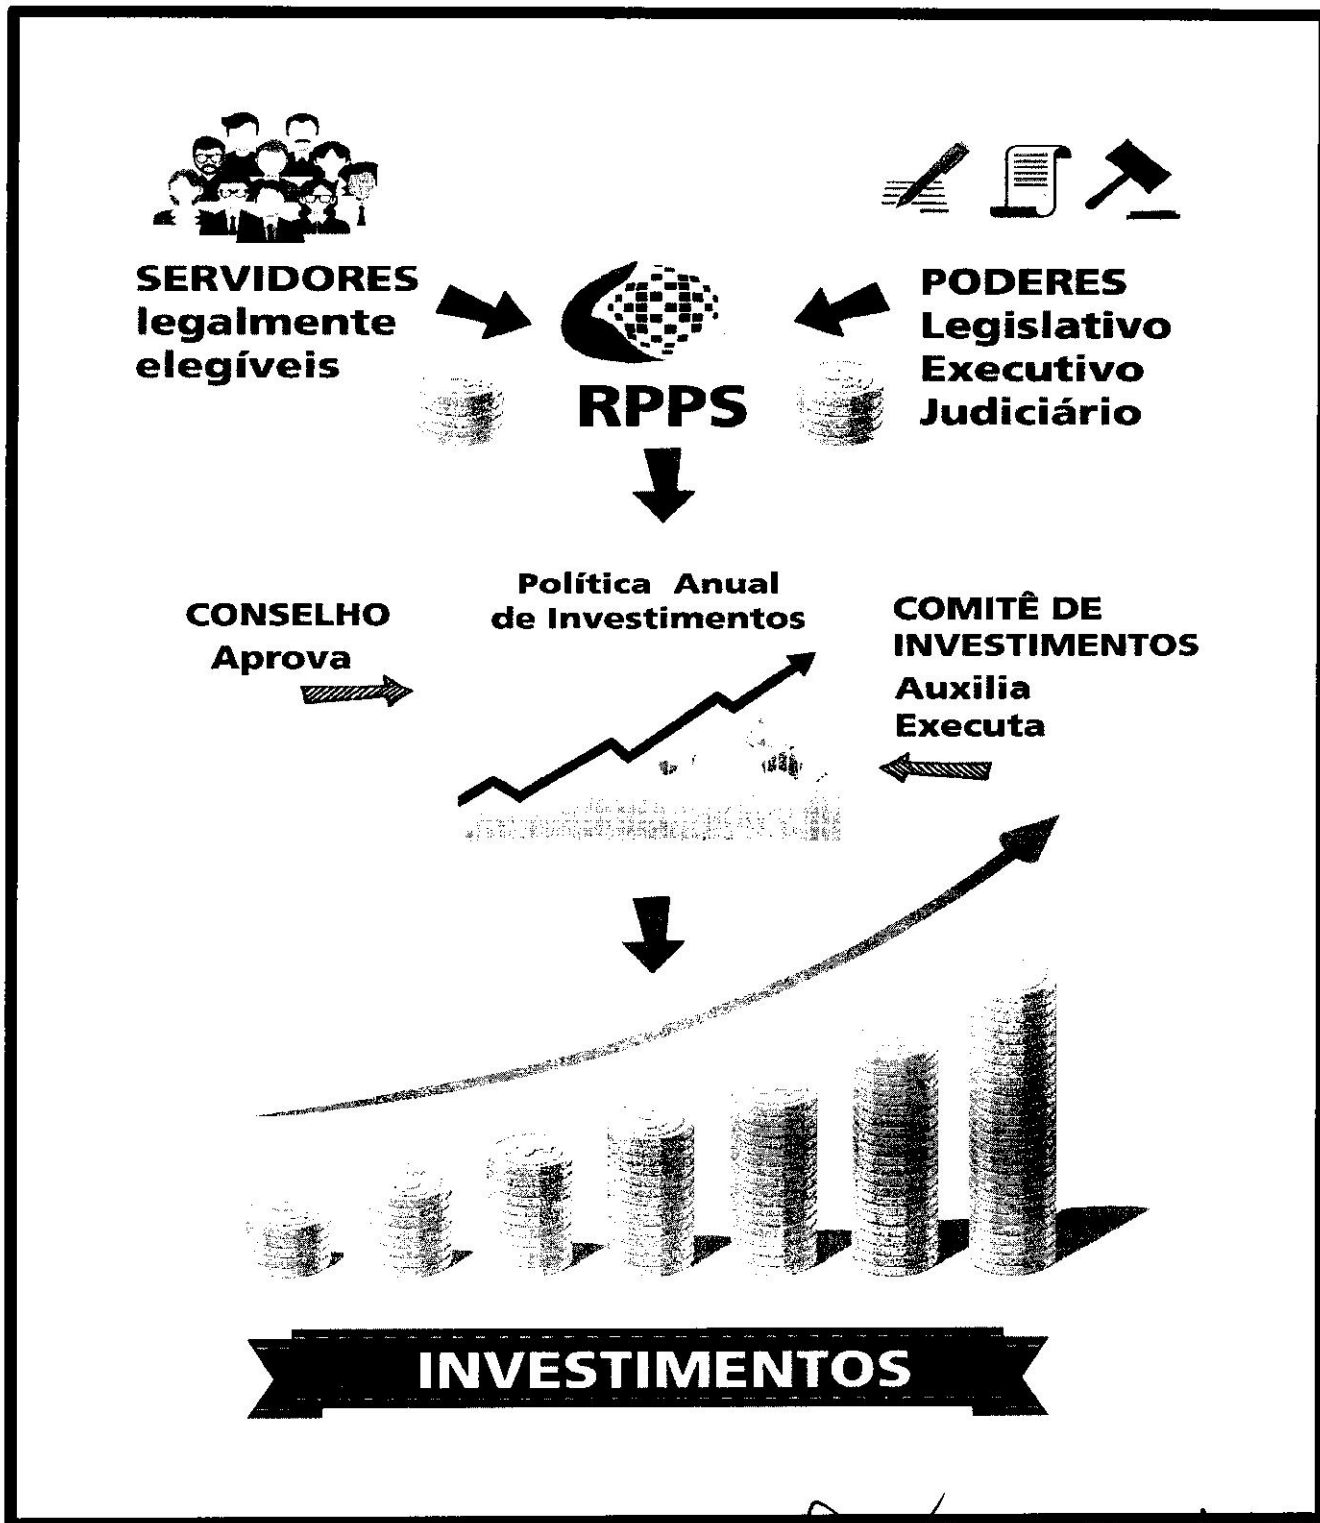 SERVIDORES
legalmente
elegíveis
RPPS
PODERES
Legislativo
Executivo
Judiciário
Política Anual
de Investimentos
CONSELHO
Aprova
COMITÊ DE
INVESTIMENTOS
Auxilia
Executa
INVESTIMENTOS